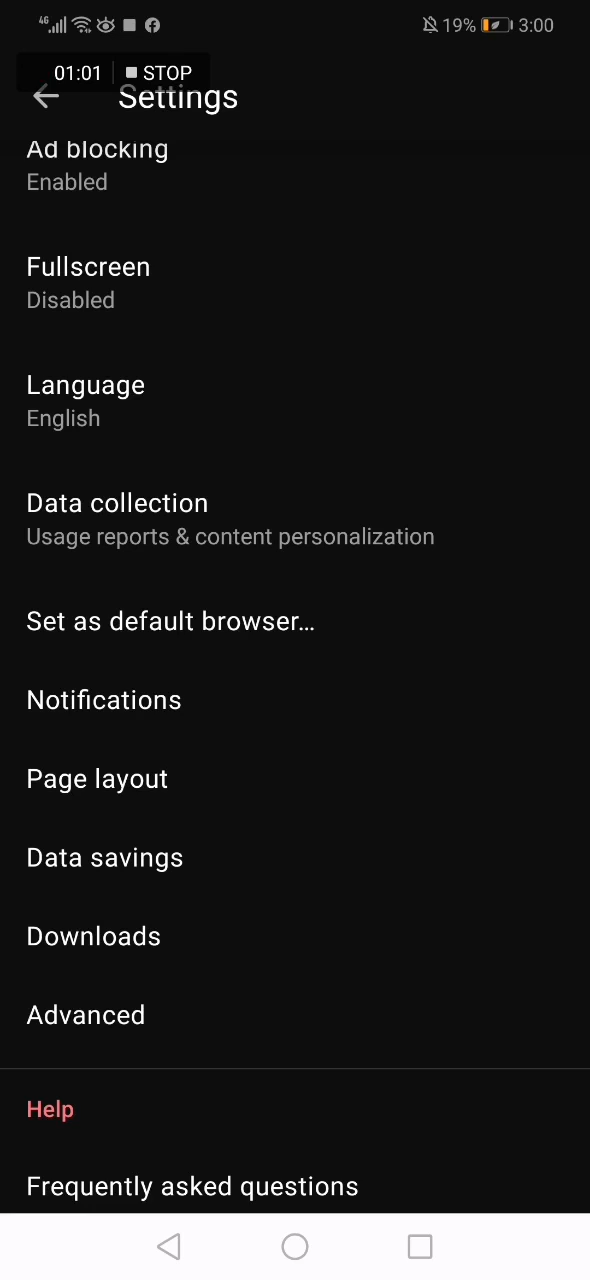 4G 19% 3:00
01:01 STOP
Settings
Ad blocking
Enabled
Fullscreen
Disabled
Language
English
Data collection
Usage reports & content personalization
Set as default browser...
Notifications
Page layout
Data savings
Downloads
Advanced
Help
Frequently asked questions